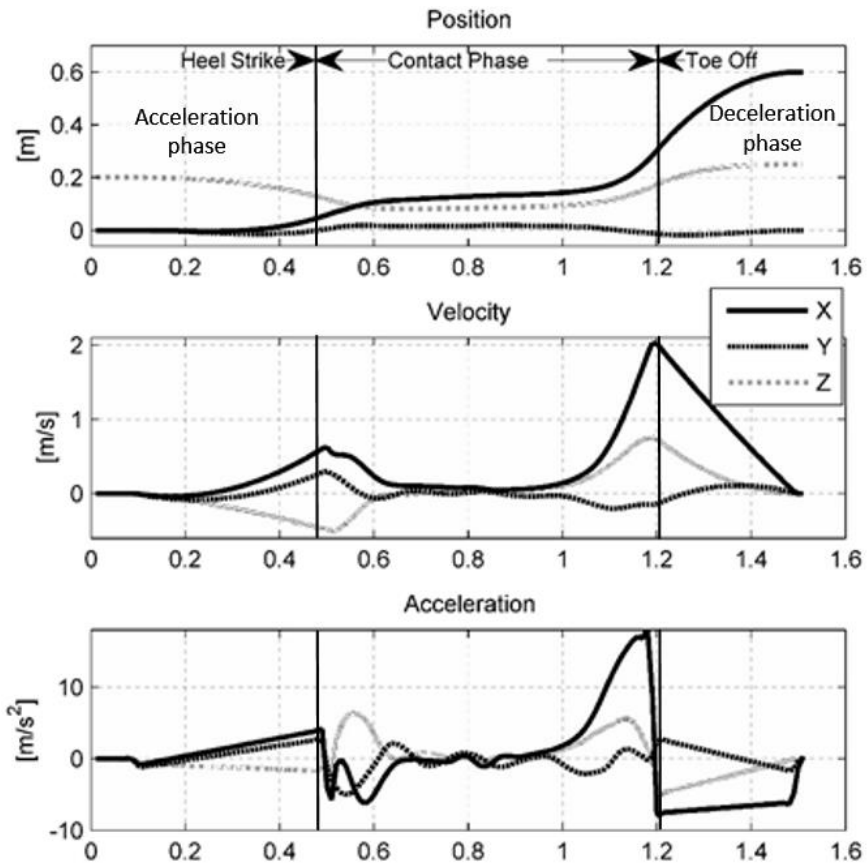 Position
Heel Strike Contact Phase Toe Off
0.6
Acceleration phase
Deceleration phase
0.4
[m]
0.2
0
0 0.2 0.4 0.6 0.8 1 1.2 1.4 1.6
Velocity
2
X
Y
Z
[m/s]
1
0
0 0.2 0.4 0.6 0.8 1 1.2 1.4 1.6
Acceleration
10
[m/s²]
0
-10
0 0.2 0.4 0.6 0.8 1 1.2 1.4 1.6